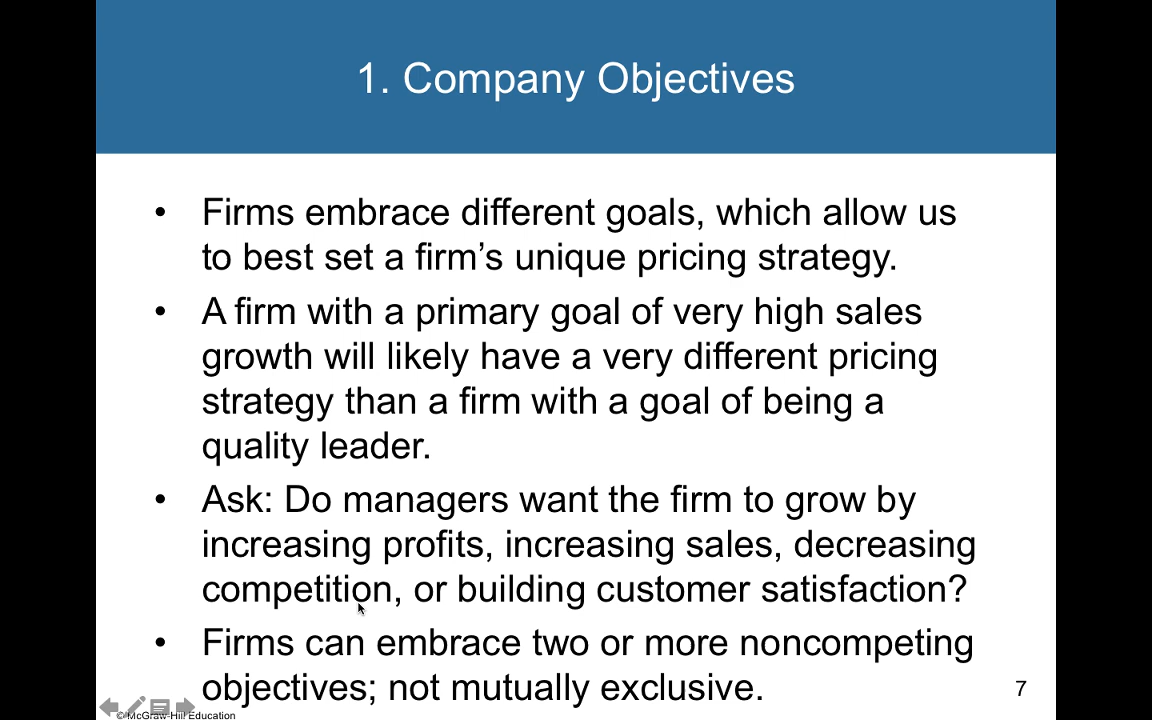 1. Company Objectives
• Firms embrace different goals, which allow us
to best set a firm’s unique pricing strategy.
• A firm with a primary goal of very high sales
growth will likely have a very different pricing
strategy than a firm with a goal of being a
quality leader.
• Ask: Do managers want the firm to grow by
increasing profits, increasing sales, decreasing
competition, or building customer satisfaction?
• Firms can embrace two or more noncompeting
objectives; not mutually exclusive.
7
© McGraw-Hill Education